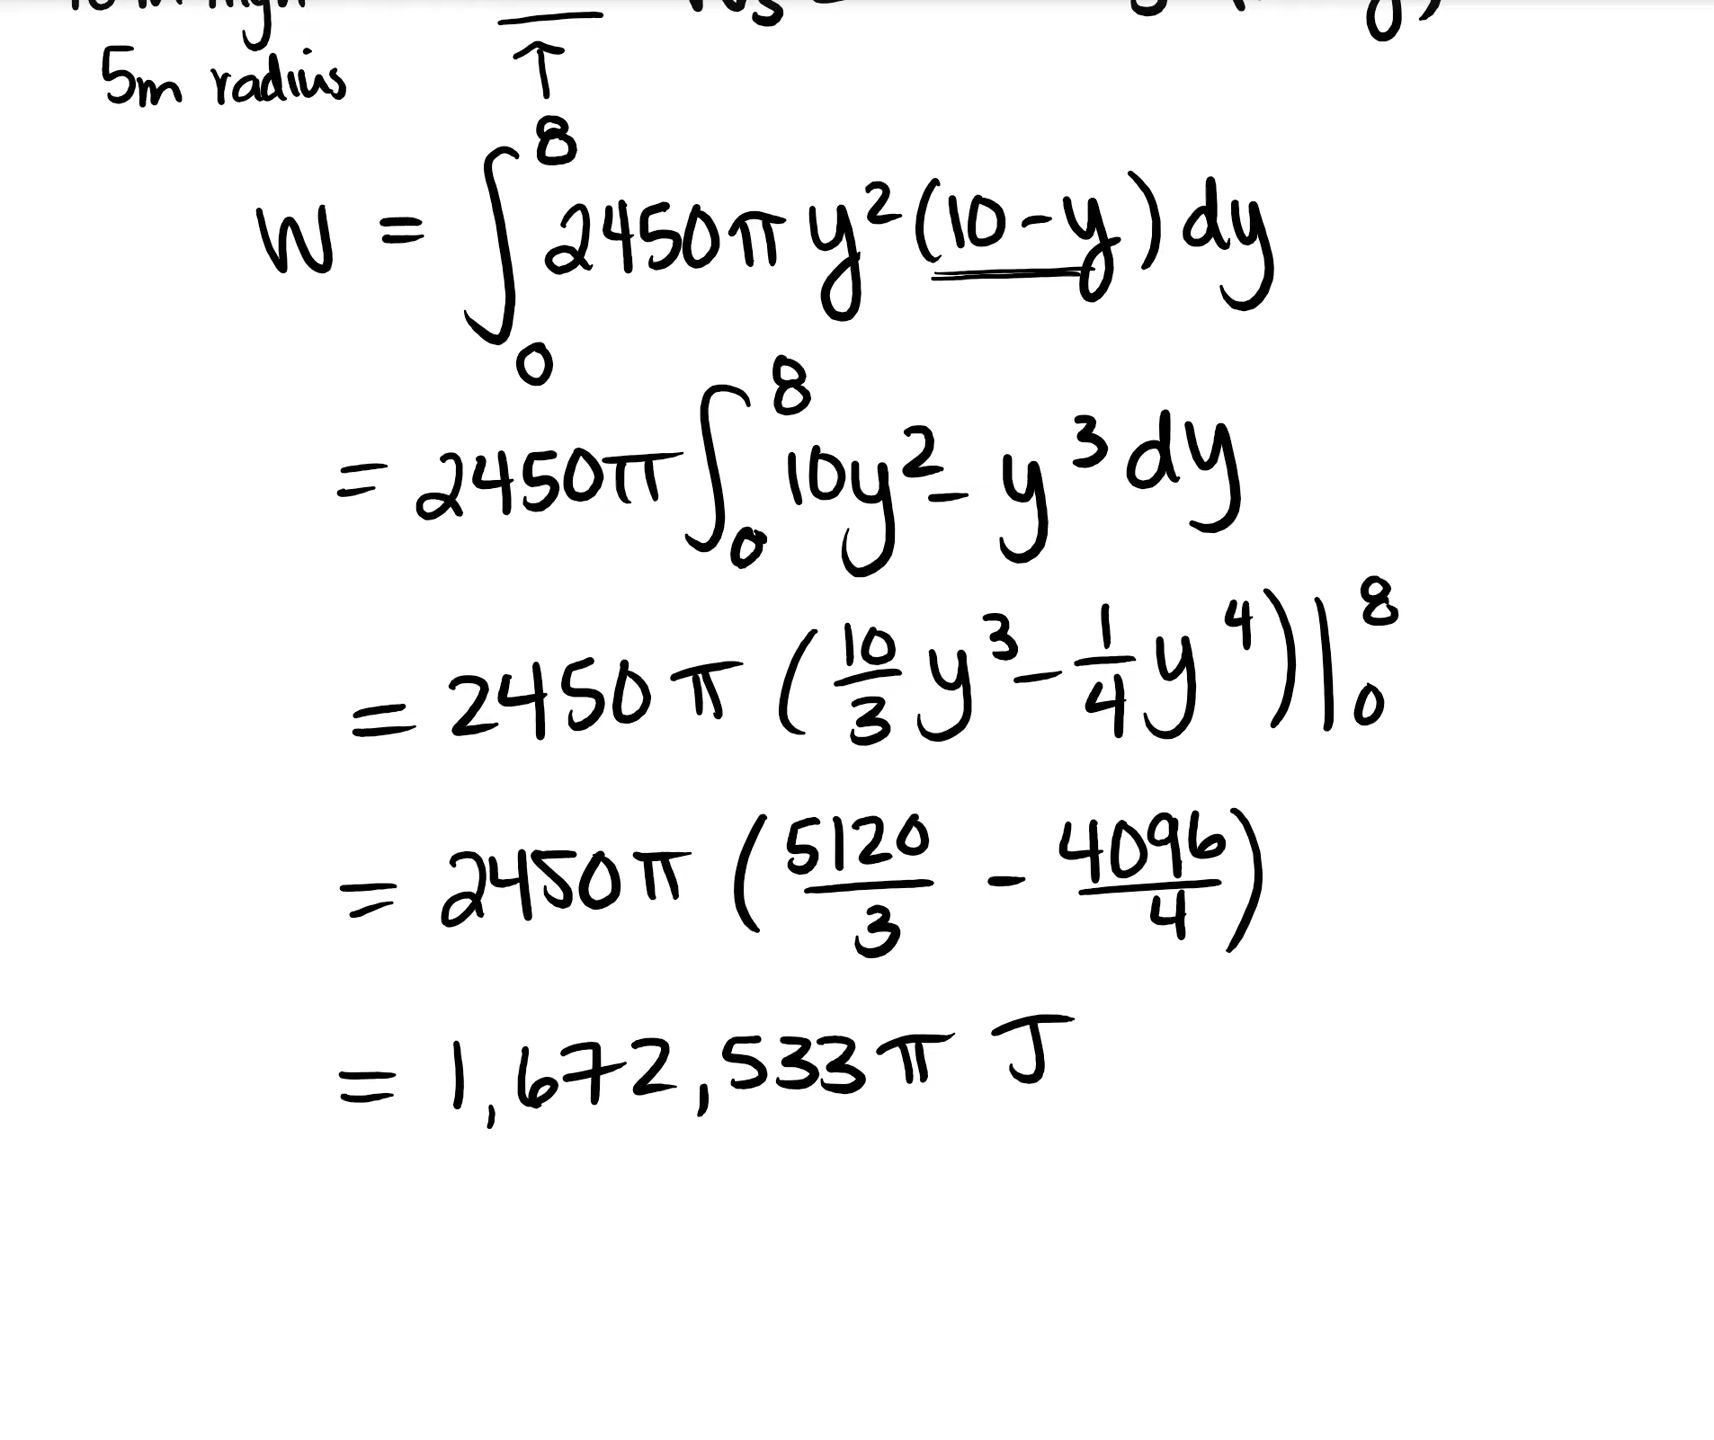 5m radius ↑
W = ∫₀⁸ 2450π y²(10-y) dy
= 2450π ∫₀⁸ 10y² - y³ dy
= 2450 π (10/3 y³ - 1/4 y⁴)|₀⁸
= 2450π (5120/3 - 4096/4)
= 1,672,533π J